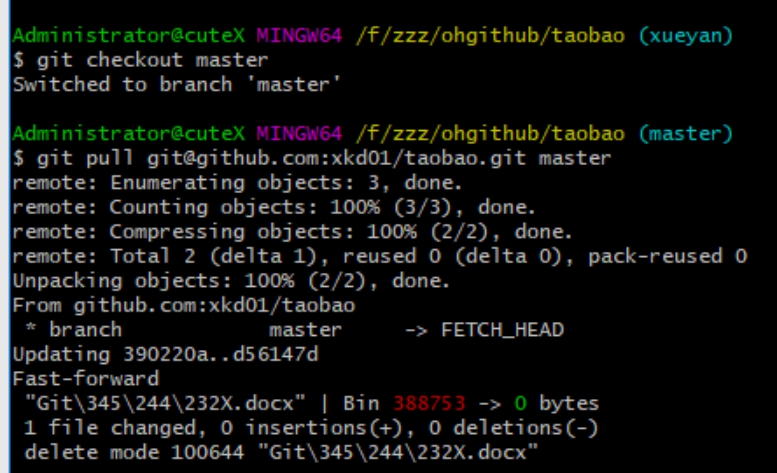 Administrator@cuteX MINGW64 /f/zzz/ohgithub/taobao (xueyan)
$ git checkout master
Switched to branch 'master'
Administrator@cuteX MINGW64 /f/zzz/ohgithub/taobao (master)
$ git pull git@github.com:xkd01/taobao.git master
remote: Enumerating objects: 3, done.
remote: Counting objects: 100% (3/3), done.
remote: Compressing objects: 100% (2/2), done.
remote: Total 2 (delta 1), reused 0 (delta 0), pack-reused 0
Unpacking objects: 100% (2/2), done.
From github.com:xkd01/taobao
 * branch            master     -> FETCH_HEAD
Updating 390220a..d56147d
Fast-forward
 "Git\345\244\232X.docx" | Bin 388753 -> 0 bytes
 1 file changed, 0 insertions(+), 0 deletions(-)
 delete mode 100644 "Git\345\244\232X.docx"